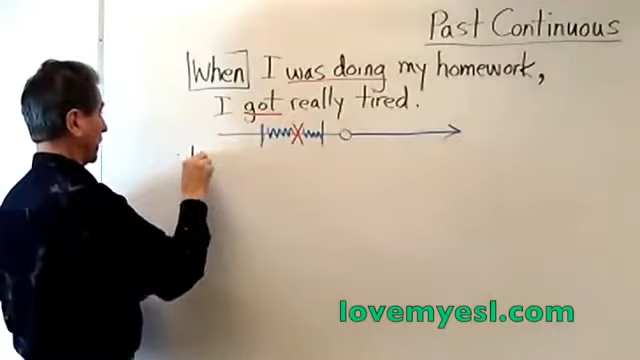 Past Continuous
When I was doing my homework,
I got really tired.
lovemyesl.com